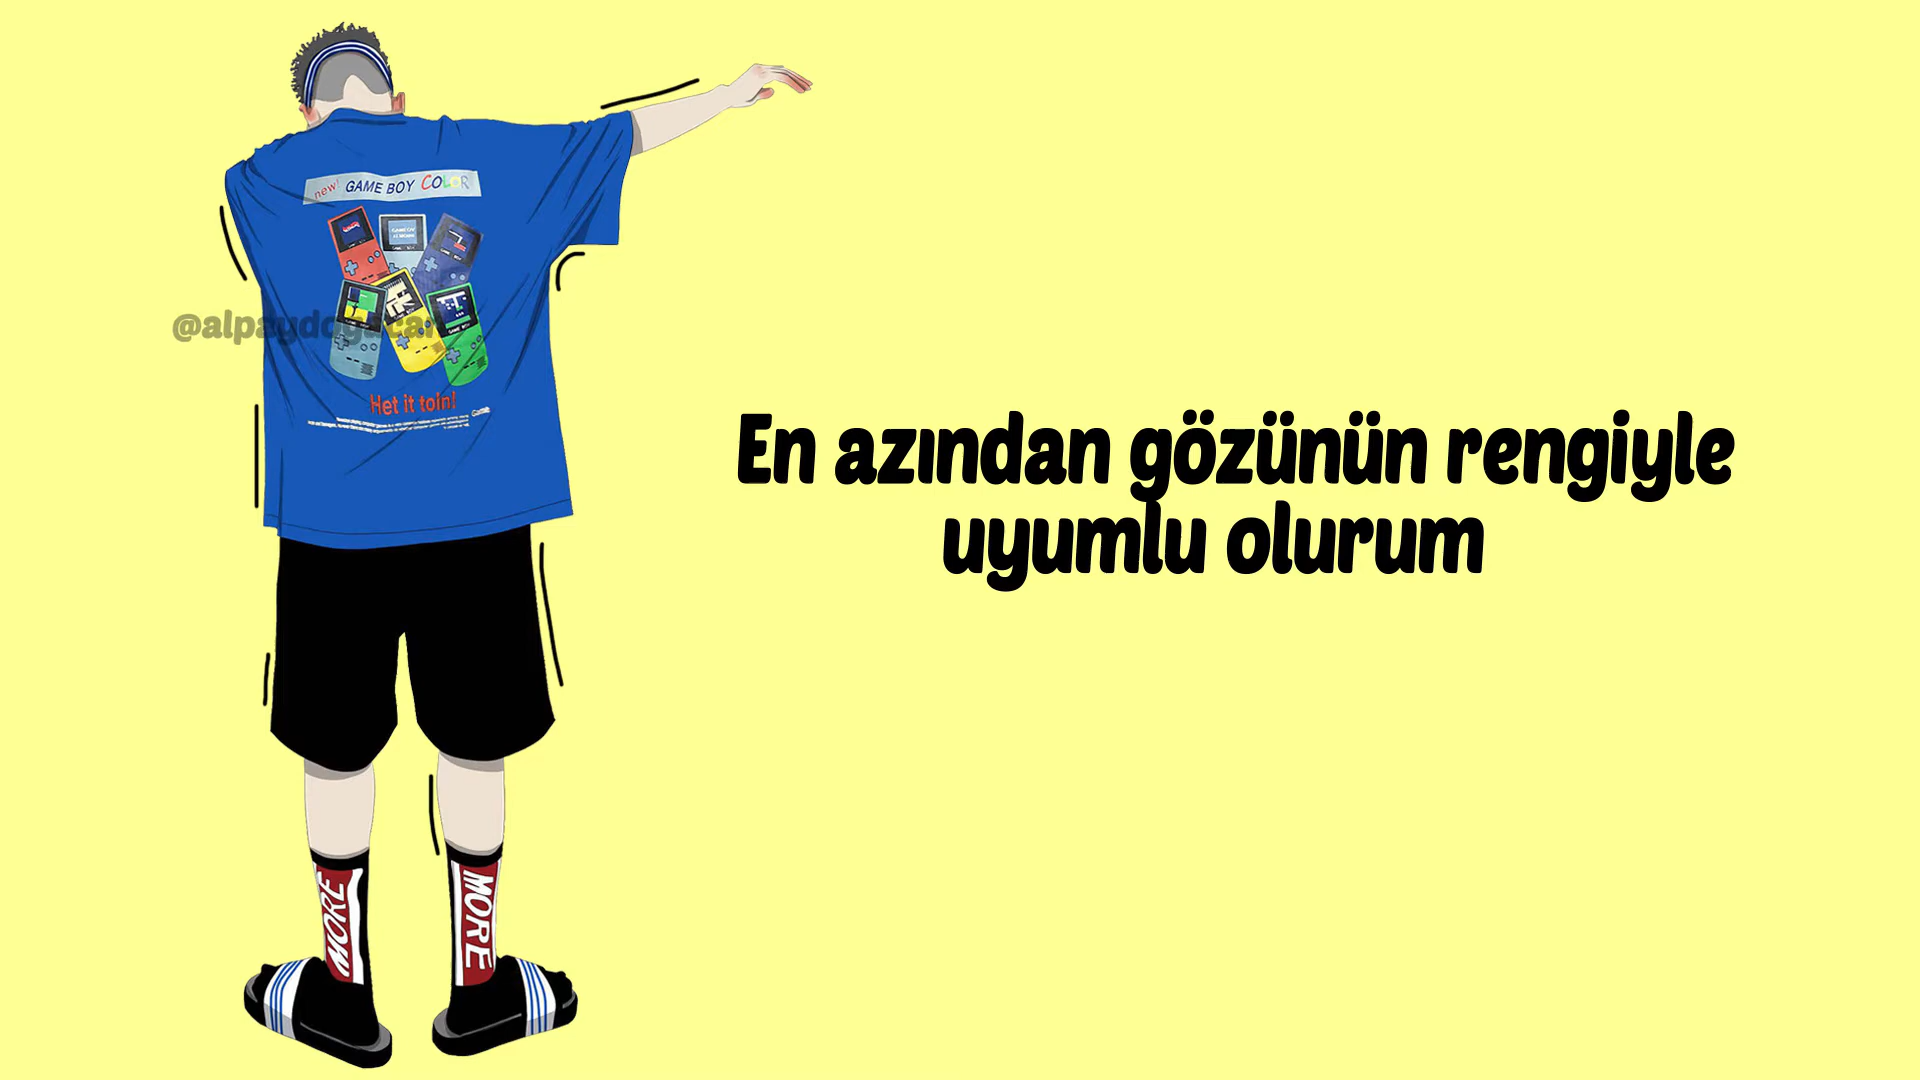 new! GAME BOY COLOR
Het it toin!
En azından gözünün rengiyle
uyumlu olurum
MORE
MORE